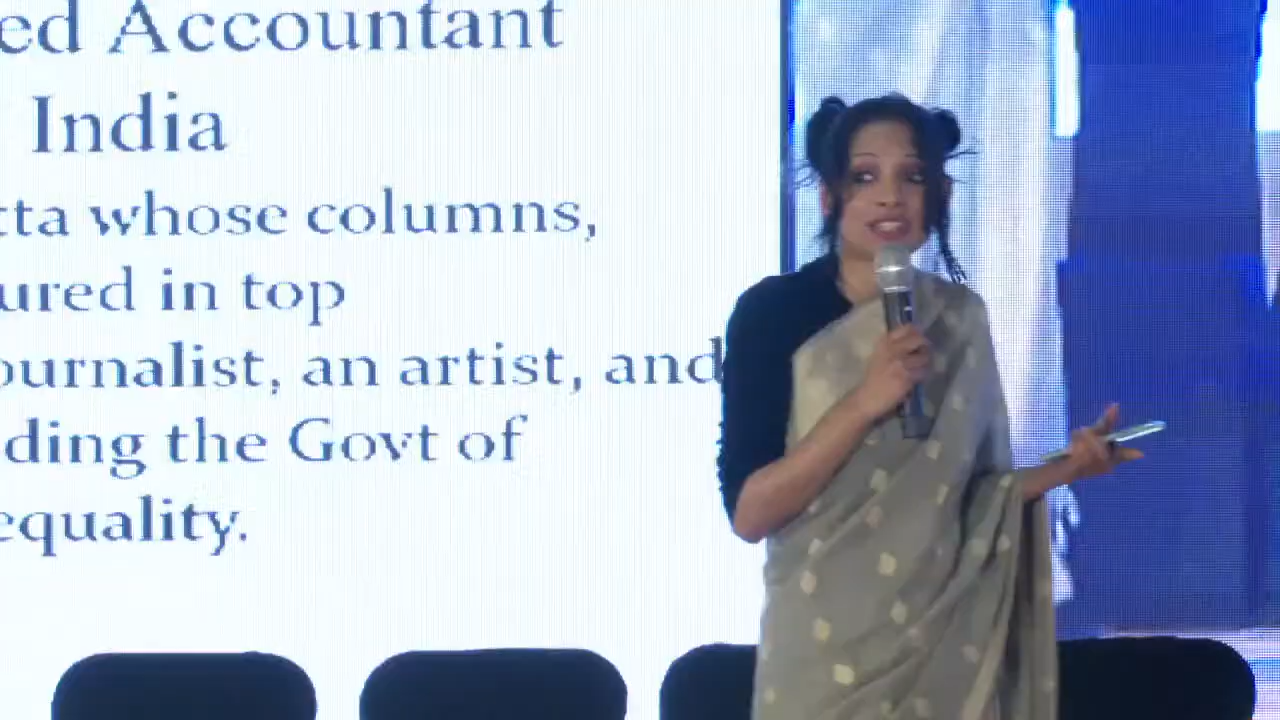 ed Accountant
India
tta whose columns,
ured in top
ournalist, an artist, and
ding the Govt of
equality.